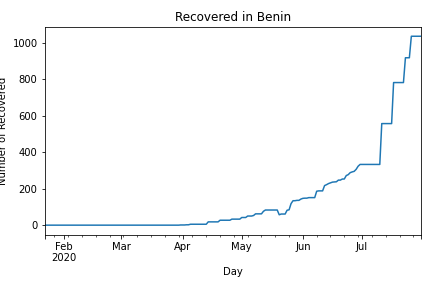 Recovered in Benin
Number of Recovered
1000
800
600
400
200
0
Feb
2020
Mar
Apr
May
Jun
Jul
Day